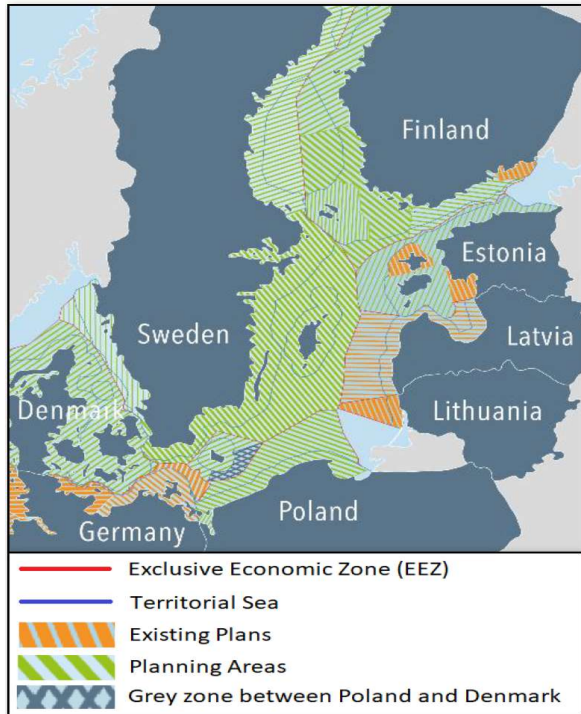 Finland
Estonia
Sweden
Latvia
Denmark
Lithuania
Poland
Germany
Exclusive Economic Zone (EEZ)
Territorial Sea
Existing Plans
Planning Areas
Grey zone between Poland and Denmark